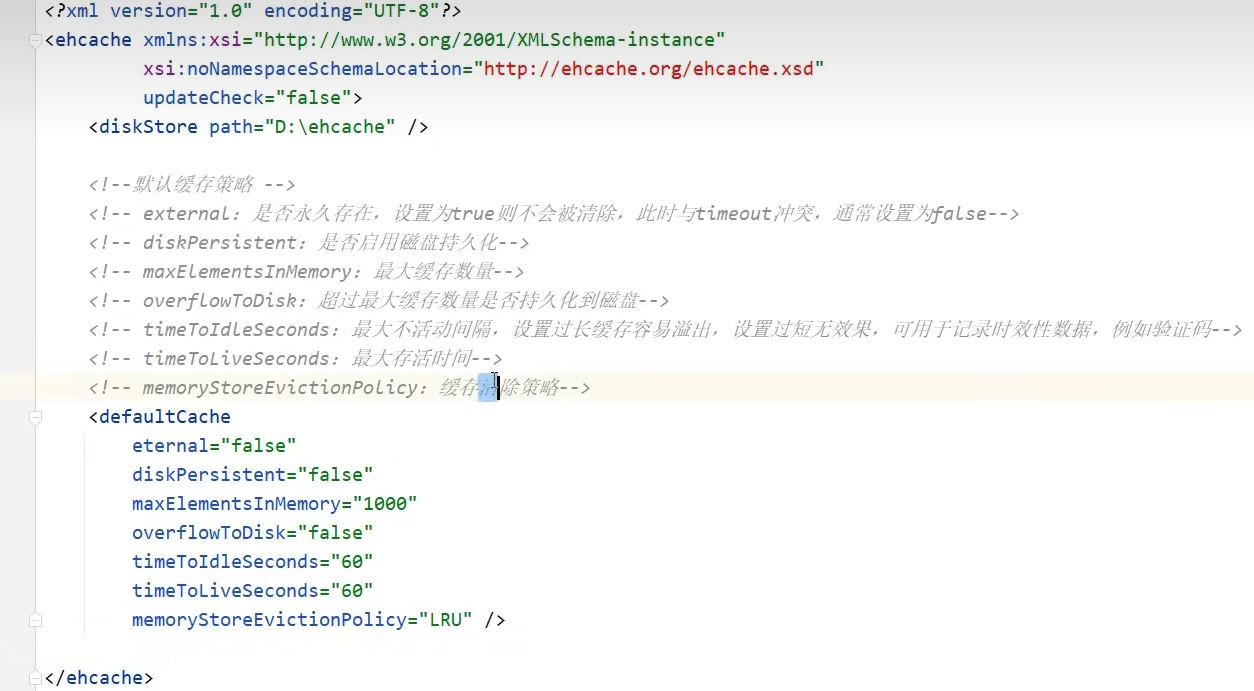 <?xml version="1.0" encoding="UTF-8"?>
<ehcache xmlns:xsi="http://www.w3.org/2001/XMLSchema-instance"
xsi:noNamespaceSchemaLocation="http://ehcache.org/ehcache.xsd"
updateCheck="false">
<diskStore path="D:\ehcache" />
<!--默认缓存策略 -->
<!-- external：是否永久存在，设置为true则不会被清除，此时与timeout冲突，通常设置为false-->
<!-- diskPersistent：是否启用磁盘持久化-->
<!-- maxElementsInMemory：最大缓存数量-->
<!-- overflowToDisk：超过最大缓存数量是否持久化到磁盘-->
<!-- timeToIdleSeconds：最大不活动间隔，设置过长缓存容易溢出，设置过短无效果，可用于记录时效性数据，例如验证码-->
<!-- timeToLiveSeconds：最大存活时间-->
<!-- memoryStoreEvictionPolicy：缓存清除策略-->
<defaultCache
eternal="false"
diskPersistent="false"
maxElementsInMemory="1000"
overflowToDisk="false"
timeToIdleSeconds="60"
timeToLiveSeconds="60"
memoryStoreEvictionPolicy="LRU" />
</ehcache>